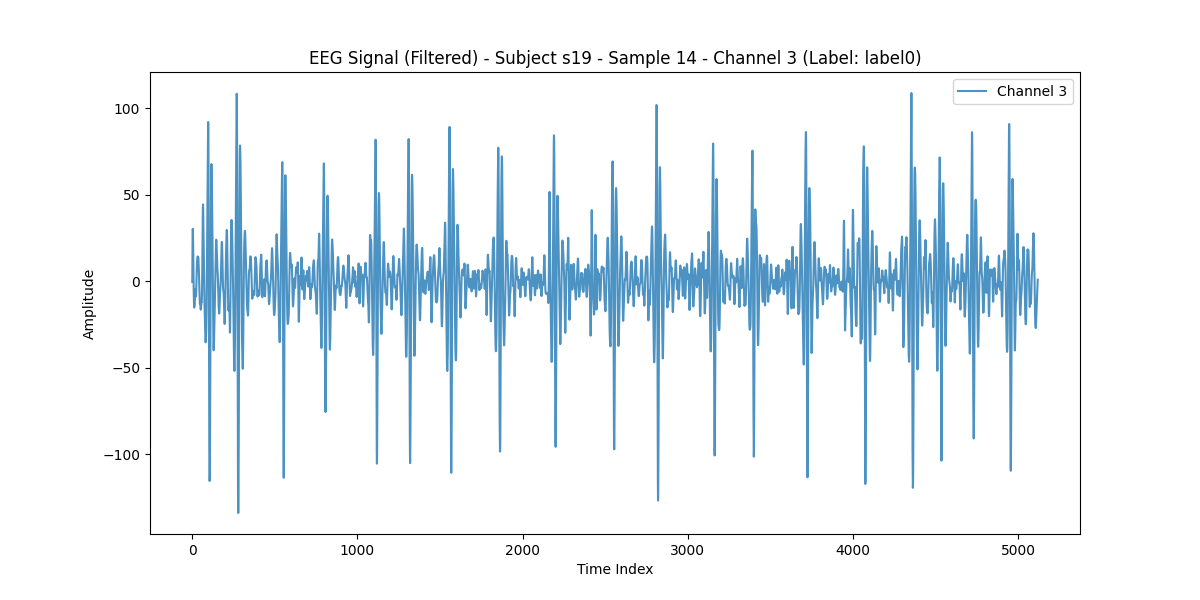 EEG Signal (Filtered) - Subject s19 - Sample 14 - Channel 3 (Label: label0)
Channel 3
100
50
0
−50
−100
Amplitude
0 1000 2000 3000 4000 5000
Time Index